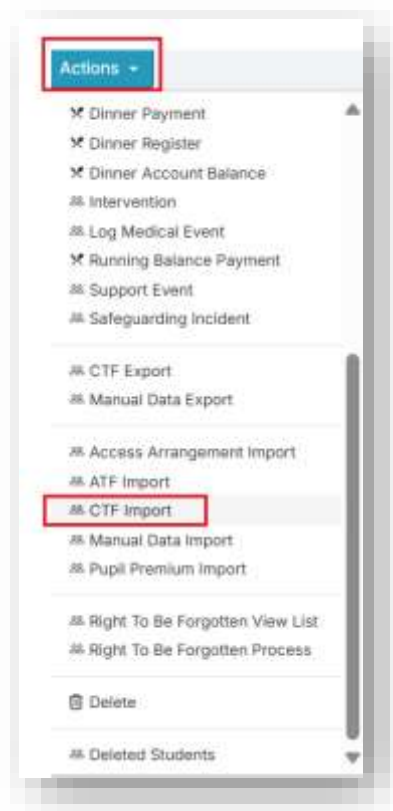 Actions
Dinner Payment
Dinner Register
Dinner Account Balance
Intervention
Log Medical Event
Running Balance Payment
Support Event
Safeguarding Incident
CTF Export
Manual Data Export
Access Arrangement Import
ATF Import
CTF Import
Manual Data Import
Pupil Premium Import
Right To Be Forgotten View List
Right To Be Forgotten Process
Delete
Deleted Students